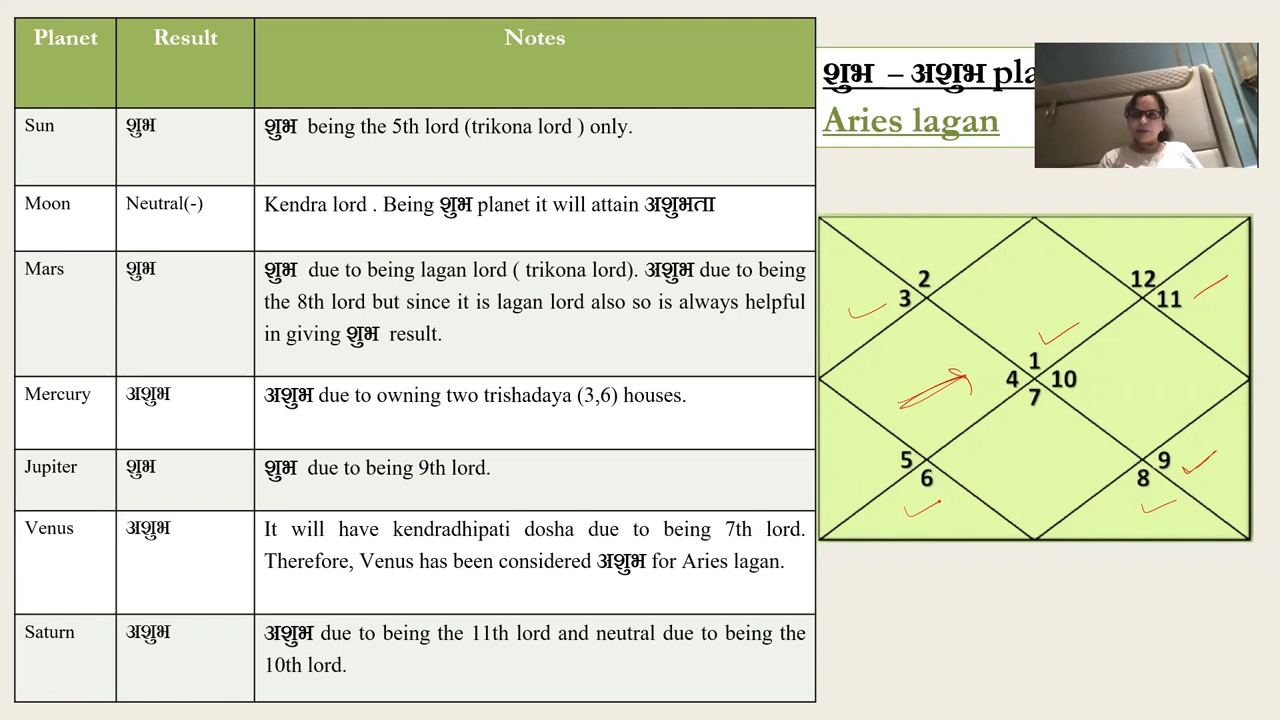 Planet Result Notes
Sun शुभ शुभ being the 5th lord (trikona lord ) only.
Moon Neutral(-) Kendra lord . Being शुभ planet it will attain अशुभता
Mars शुभ शुभ due to being lagan lord ( trikona lord). अशुभ due to being
the 8th lord but since it is lagan lord also so is always helpful
in giving शुभ result.
Mercury अशुभ अशुभ due to owning two trishadaya (3,6) houses.
Jupiter शुभ शुभ due to being 9th lord.
Venus अशुभ It will have kendradhipati dosha due to being 7th lord.
Therefore, Venus has been considered अशुभ for Aries lagan.
Saturn अशुभ अशुभ due to being the 11th lord and neutral due to being the
10th lord.
शुभ – अशुभ
Aries lagan
2 12
3 11
1
4 10
7
5 9
6 8